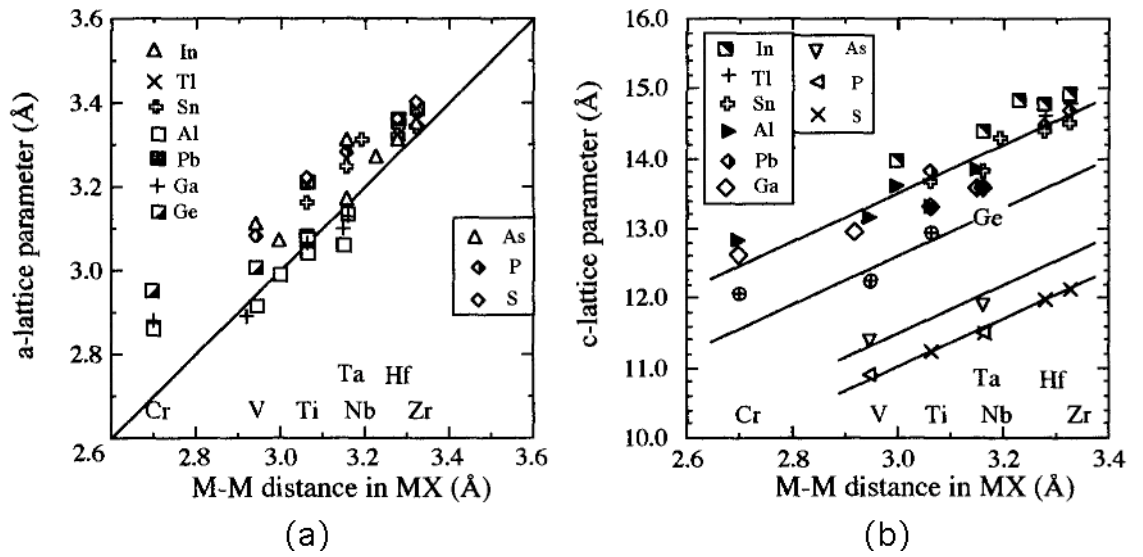 3.6
3.4
3.2
3.0
2.8
a-lattice parameter (Å)
In
Tl
Sn
Al
Pb
Ga
Ge
As
P
S
Ta Hf
Cr V Ti Nb Zr
2.6 2.8 3.0 3.2 3.4 3.6
M-M distance in MX (Å)
(a)
16.0
15.0
14.0
13.0
12.0
11.0
10.0
c-lattice parameter (Å)
In
Tl
Sn
Al
Pb
Ga
As
P
S
Ge
Ta Hf
Cr V Ti Nb Zr
2.6 2.8 3.0 3.2 3.4
M-M distance in MX (Å)
(b)